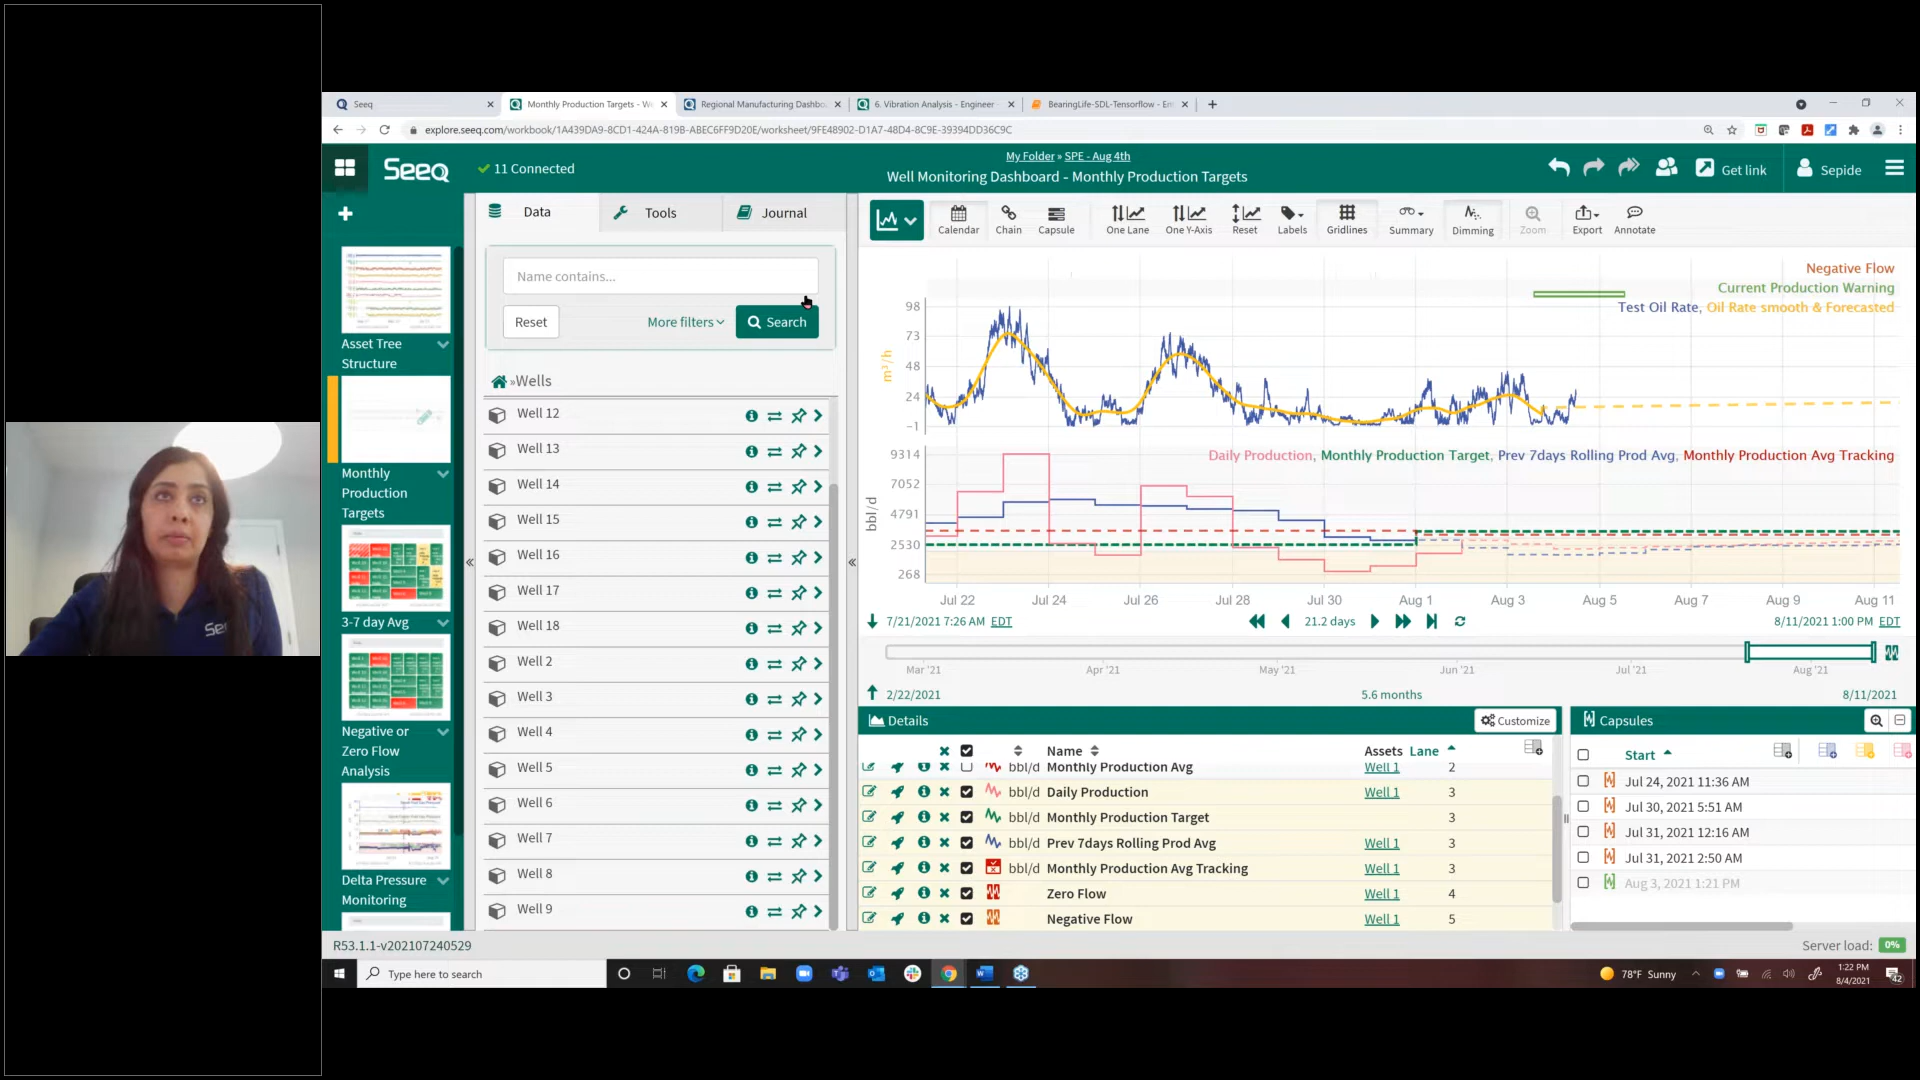 Seeq
Monthly Production Targets - We
Regional Manufacturing Dashbo
6. Vibration Analysis - Engineer
BearingLife-SDL-Tensorflow - En
explore.seeq.com/workbook/1A439DA9-8CD1-424A-819B-ABEC6FF9D20E/worksheet/9FE48902-D1A7-48D4-8C9E-39394DD36C9C
Seeq
11 Connected
My Folder » SPE - Aug 4th
Well Monitoring Dashboard - Monthly Production Targets
Get link
Sepide
Data
Tools
Journal
Calendar
Chain
Capsule
One Lane
One Y-Axis
Reset
Labels
Gridlines
Summary
Dimming
Zoom
Export
Annotate
Name contains...
Reset
More filters
Search
» Wells
Well 12
Well 13
Well 14
Well 15
Well 16
Well 17
Well 18
Well 2
Well 3
Well 4
Well 5
Well 6
Well 7
Well 8
Well 9
Asset Tree
Structure
Monthly
Production
Targets
3-7 day Avg
Negative or
Zero Flow
Analysis
Delta Pressure
Monitoring
Negative Flow
Current Production Warning
Test Oil Rate, Oil Rate smooth & Forecasted
98
73
48
24
-1
m³/h
Daily Production, Monthly Production Target, Prev 7days Rolling Prod Avg, Monthly Production Avg Tracking
9314
7052
4791
2530
268
bbl/d
Jul 22 Jul 24 Jul 26 Jul 28 Jul 30 Aug 1 Aug 3 Aug 5 Aug 7 Aug 9 Aug 11
7/21/2021 7:26 AM EDT
21.2 days
8/11/2021 1:00 PM EDT
Mar '21 Apr '21 May '21 Jun '21 Jul '21 Aug '21
2/22/2021
5.6 months
8/11/2021
Details
Customize
Name Assets Lane
Monthly Production Avg Well 1 2
bbl/d Daily Production Well 1 3
bbl/d Monthly Production Target 3
bbl/d Prev 7days Rolling Prod Avg Well 1 3
bbl/d Monthly Production Avg Tracking Well 1 3
Zero Flow Well 1 4
Negative Flow Well 1 5
Capsules
Start
Jul 24, 2021 11:36 AM
Jul 30, 2021 5:51 AM
Jul 31, 2021 12:16 AM
Jul 31, 2021 2:50 AM
Aug 3, 2021 1:21 PM
R53.1.1-v202107240529
Server load: 0%
Type here to search
78°F Sunny
1:22 PM
8/4/2021
42
See